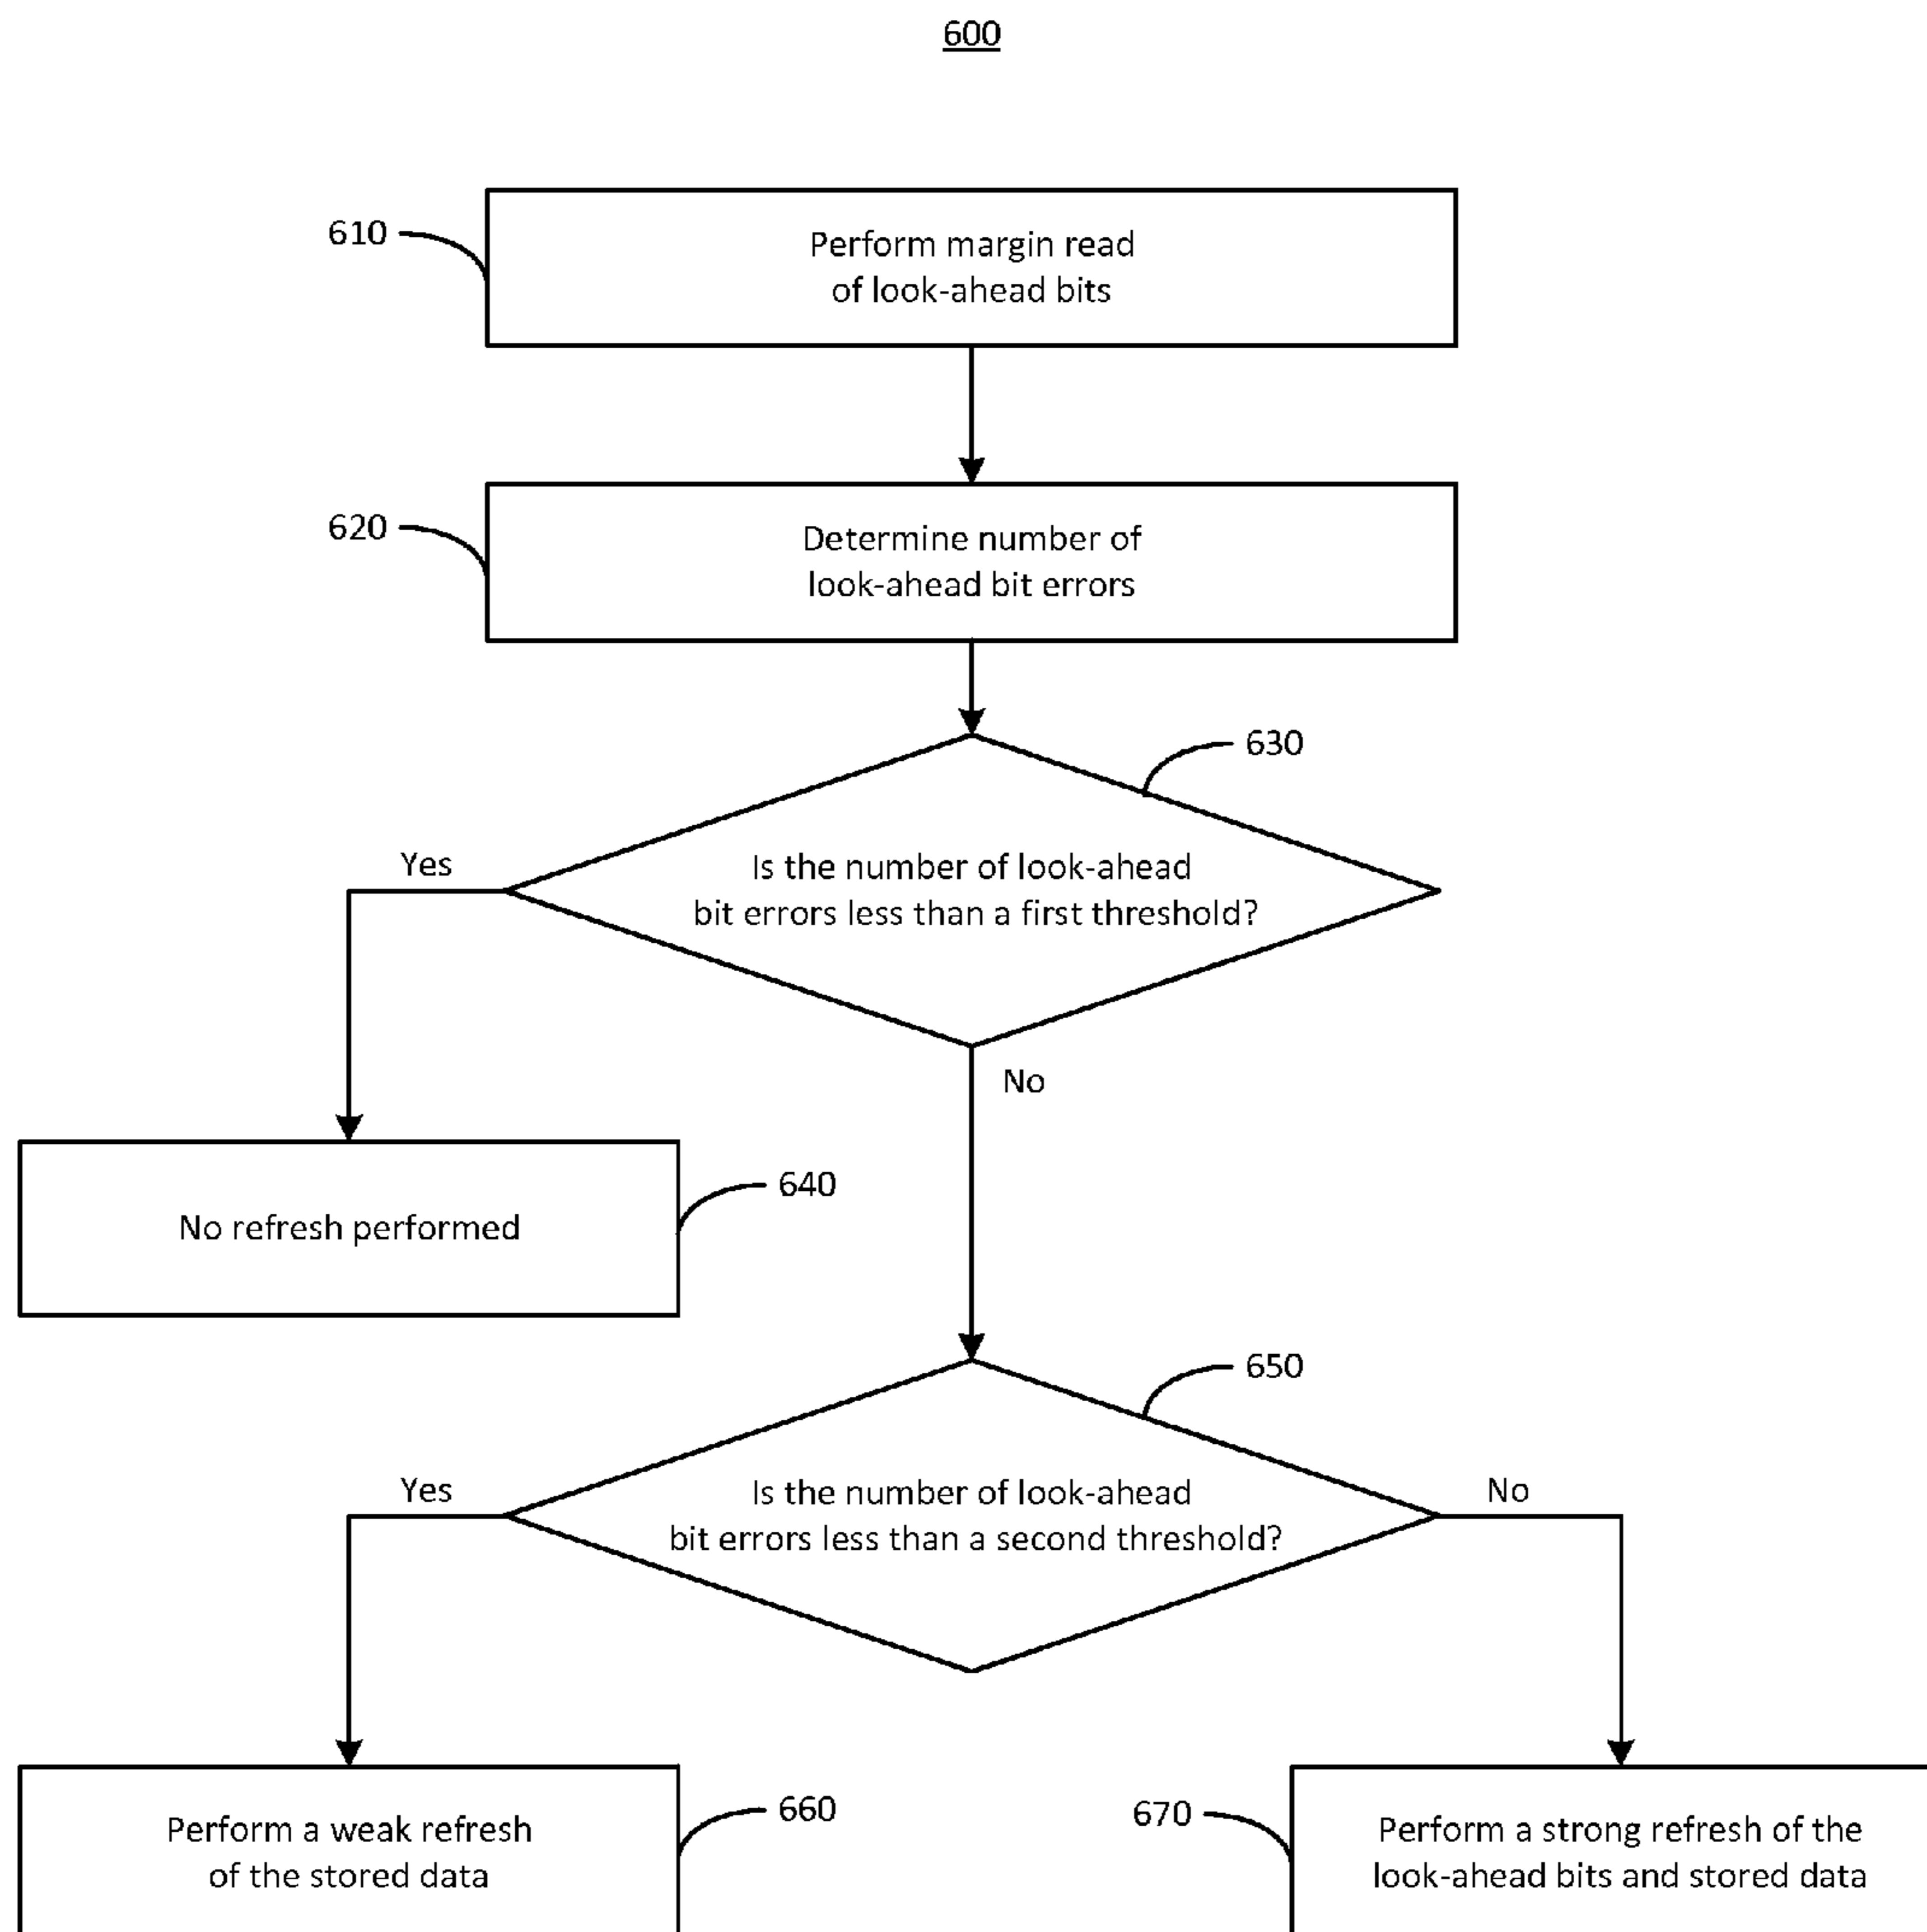 600
610
Perform margin read
of look-ahead bits
620
Determine number of
look-ahead bit errors
630
Is the number of look-ahead
bit errors less than a first threshold?
Yes
No
640
No refresh performed
650
Is the number of look-ahead
bit errors less than a second threshold?
Yes
No
660
Perform a weak refresh
of the stored data
670
Perform a strong refresh of the
look-ahead bits and stored data